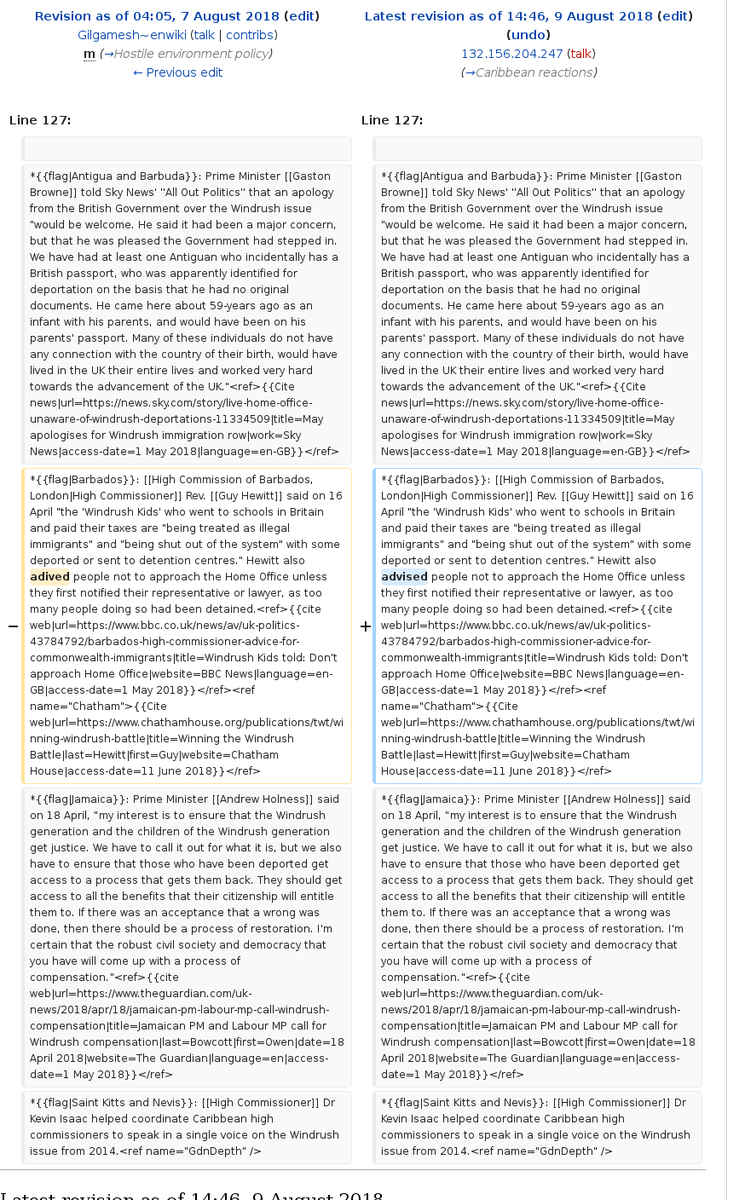 Revision as of 04:05, 7 August 2018 (edit)
Gilgamesh~enwiki (talk | contribs)
m (→Hostile environment policy)
← Previous edit
Latest revision as of 14:46, 9 August 2018 (edit)
(undo)
132.156.204.247 (talk)
(→Caribbean reactions)
Line 127:
Line 127:
*{{flag|Antigua and Barbuda}}: Prime Minister [[Gaston
Browne]] told Sky News' ''All Out Politics'' that an apology
from the British Government over the Windrush issue
"would be welcome. He said it had been a major concern,
but that he was pleased the Government had stepped in.
We have had at least one Antiguan who incidentally has a
British passport, who was apparently identified for
deportation on the basis that he had no original
documents. He came here about 59-years ago as an
infant with his parents, and would have been on his
parents' passport. Many of these individuals do not have
any connection with the country of their birth, would have
lived in the UK their entire lives and worked very hard
towards the advancement of the UK."<ref>{{Cite
news|url=https://news.sky.com/story/live-home-office-
unaware-of-windrush-deportations-11334509|title=May
apologises for Windrush immigration row|work=Sky
News|access-date=1 May 2018|language=en-GB}}</ref>
*{{flag|Antigua and Barbuda}}: Prime Minister [[Gaston
Browne]] told Sky News' ''All Out Politics'' that an apology
from the British Government over the Windrush issue
"would be welcome. He said it had been a major concern,
but that he was pleased the Government had stepped in.
We have had at least one Antiguan who incidentally has a
British passport, who was apparently identified for
deportation on the basis that he had no original
documents. He came here about 59-years ago as an
infant with his parents, and would have been on his
parents' passport. Many of these individuals do not have
any connection with the country of their birth, would have
lived in the UK their entire lives and worked very hard
towards the advancement of the UK."<ref>{{Cite
news|url=https://news.sky.com/story/live-home-office-
unaware-of-windrush-deportations-11334509|title=May
apologises for Windrush immigration row|work=Sky
News|access-date=1 May 2018|language=en-GB}}</ref>
−
*{{flag|Barbados}}: [[High Commission of Barbados,
London|High Commissioner]] Rev. [[Guy Hewitt]] said on 16
April "the 'Windrush Kids' who went to schools in Britain
and paid their taxes are "being treated as illegal
immigrants" and "being shut out of the system" with some
deported or sent to detention centres." Hewitt also
adived people not to approach the Home Office unless
they first notified their representative or lawyer, as too
many people doing so had been detained.<ref>{{cite
web|url=https://www.bbc.co.uk/news/av/uk-politics-
43784792/barbados-high-commissioner-advice-for-
commonwealth-immigrants|title=Windrush Kids told: Don't
approach Home Office|website=BBC News|language=en-
GB|access-date=1 May 2018}}</ref><ref
name="Chatham">{{Cite
web|url=https://www.chathamhouse.org/publications/twt/wi
nning-windrush-battle|title=Winning the Windrush
Battle|last=Hewitt|first=Guy|website=Chatham
House|access-date=11 June 2018}}</ref>
+
*{{flag|Barbados}}: [[High Commission of Barbados,
London|High Commissioner]] Rev. [[Guy Hewitt]] said on 16
April "the 'Windrush Kids' who went to schools in Britain
and paid their taxes are "being treated as illegal
immigrants" and "being shut out of the system" with some
deported or sent to detention centres." Hewitt also
advised people not to approach the Home Office unless
they first notified their representative or lawyer, as too
many people doing so had been detained.<ref>{{cite
web|url=https://www.bbc.co.uk/news/av/uk-politics-
43784792/barbados-high-commissioner-advice-for-
commonwealth-immigrants|title=Windrush Kids told: Don't
approach Home Office|website=BBC News|language=en-
GB|access-date=1 May 2018}}</ref><ref
name="Chatham">{{Cite
web|url=https://www.chathamhouse.org/publications/twt/wi
nning-windrush-battle|title=Winning the Windrush
Battle|last=Hewitt|first=Guy|website=Chatham
House|access-date=11 June 2018}}</ref>
*{{flag|Jamaica}}: Prime Minister [[Andrew Holness]] said
on 18 April, "my interest is to ensure that the Windrush
generation and the children of the Windrush generation
get justice. We have to call it out for what it is, but we also
have to ensure that those who have been deported get
access to a process that gets them back. They should get
access to all the benefits that their citizenship will entitle
them to. If there was an acceptance that a wrong was
done, then there should be a process of restoration. I'm
certain that the robust civil society and democracy that
you have will come up with a process of
compensation."<ref>{{cite
web|url=https://www.theguardian.com/uk-
news/2018/apr/18/jamaican-pm-labour-mp-call-windrush-
compensation|title=Jamaican PM and Labour MP call for
Windrush compensation|last=Bowcott|first=Owen|date=18
April 2018|website=The Guardian|language=en|access-
date=1 May 2018}}</ref>
*{{flag|Jamaica}}: Prime Minister [[Andrew Holness]] said
on 18 April, "my interest is to ensure that the Windrush
generation and the children of the Windrush generation
get justice. We have to call it out for what it is, but we also
have to ensure that those who have been deported get
access to a process that gets them back. They should get
access to all the benefits that their citizenship will entitle
them to. If there was an acceptance that a wrong was
done, then there should be a process of restoration. I'm
certain that the robust civil society and democracy that
you have will come up with a process of
compensation."<ref>{{cite
web|url=https://www.theguardian.com/uk-
news/2018/apr/18/jamaican-pm-labour-mp-call-windrush-
compensation|title=Jamaican PM and Labour MP call for
Windrush compensation|last=Bowcott|first=Owen|date=18
April 2018|website=The Guardian|language=en|access-
date=1 May 2018}}</ref>
*{{flag|Saint Kitts and Nevis}}: [[High Commissioner]] Dr
Kevin Isaac helped coordinate Caribbean high
commissioners to speak in a single voice on the Windrush
issue from 2014.<ref name="GdnDepth" />
*{{flag|Saint Kitts and Nevis}}: [[High Commissioner]] Dr
Kevin Isaac helped coordinate Caribbean high
commissioners to speak in a single voice on the Windrush
issue from 2014.<ref name="GdnDepth" />
Latest revision as of 14:46, 9 August 2018